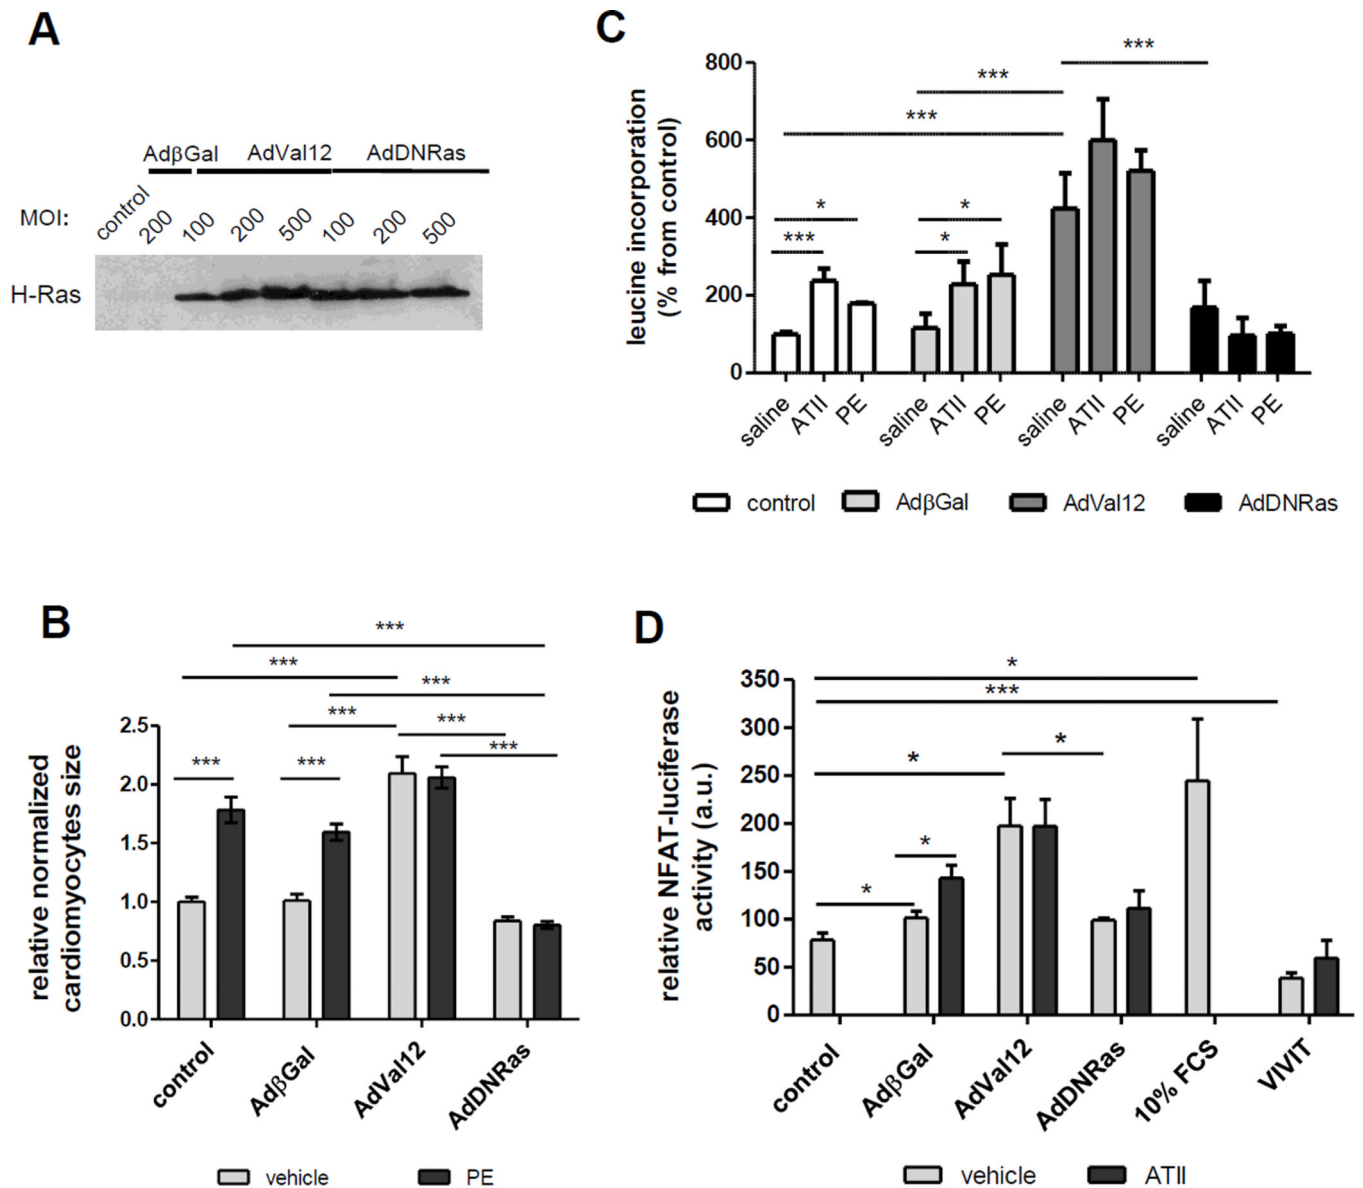 A
AdβGal AdVal12 AdDNRas
MOI: control 200 100 200 500 100 200 500
H-Ras
C
leucine incorporation
(% from control)
800
600
400
200
0
***
***
***
* *
*** *
saline ATII PE saline ATII PE saline ATII PE saline ATII PE
control AdβGal AdVal12 AdDNRas
B
relative normalized
cardiomyocytes size
***
***
***
*** ***
***
*** ***
2.5
2.0
1.5
1.0
0.5
0.0
control AdβGal AdVal12 AdDNRas
vehicle PE
D
relative NFAT-luciferase
activity (a.u.)
*
***
* *
*
*
350
300
250
200
150
100
50
0
control AdβGal AdVal12 AdDNRas 10% FCS VIVIT
vehicle ATII